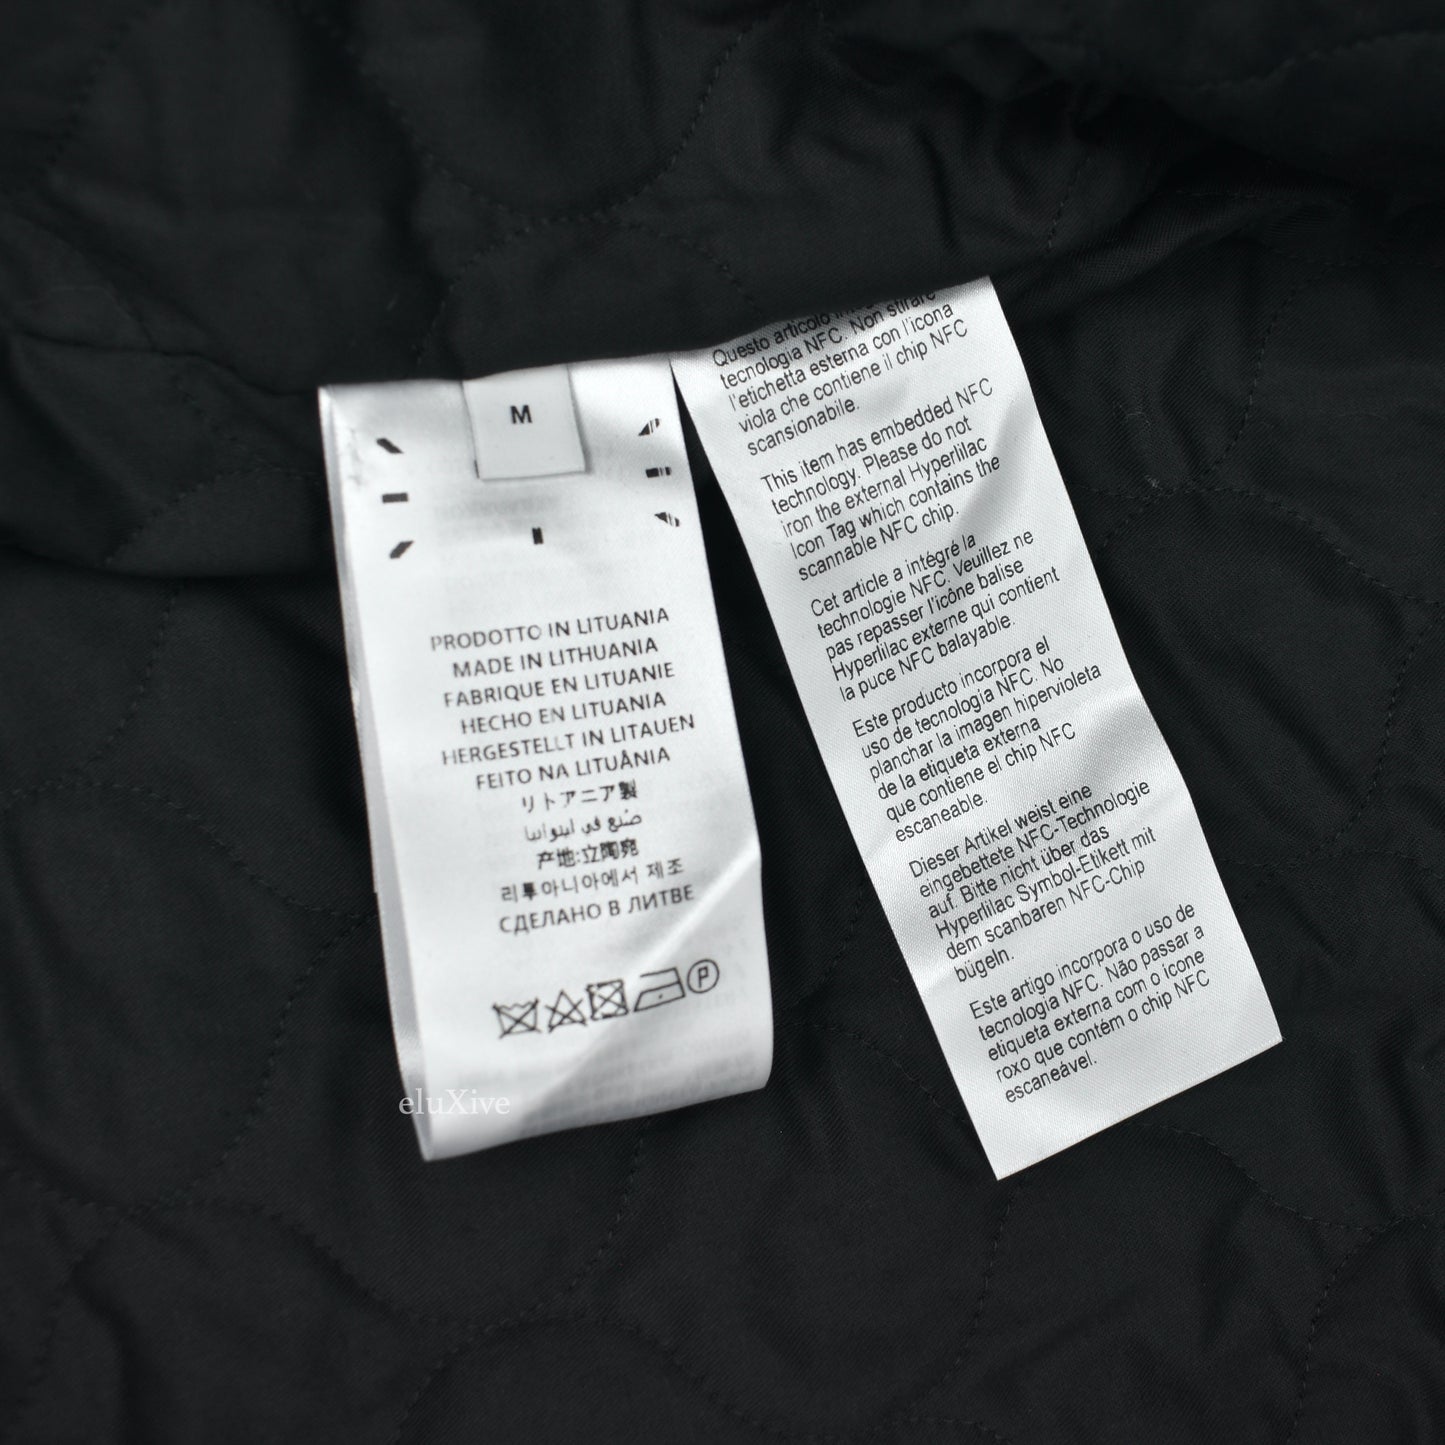 M
PRODOTTO IN LITUANIA
MADE IN LITHUANIA
FABRIQUE EN LITUANIE
HECHO EN LITUANIA
HERGESTELLT IN LITAUEN
FEITO NA LITUÂNIA
リトアニア製
صُنع في ليتوانيا
产地:立陶宛
리투아니아에서 제조
СДЕЛАНО В ЛИТВЕ
P
eluXive
Questo articolo
tecnologia NFC. Non stirare
l'etichetta esterna con l'icona
viola che contiene il chip NFC
scansionabile.
This item has embedded NFC
technology. Please do not
iron the external Hyperlilac
Icon Tag which contains the
scannable NFC chip.
Cet article a intégré la
technologie NFC. Veuillez ne
pas repasser l'icône balise
Hyperlilac externe qui contient
la puce NFC balayable.
Este producto incorpora el
uso de tecnologia NFC. No
planchar la imagen hipervioleta
de la etiqueta externa
que contiene el chip NFC
escaneable.
Dieser Artikel weist eine
eingebettete NFC-Technologie
auf. Bitte nicht über das
Hyperlilac Symbol-Etikett mit
dem scanbaren NFC-Chip
bügeln.
Este artigo incorpora o uso de
tecnologia NFC. Não passar a
etiqueta externa com o icone
roxo que contém o chip NFC
escaneável.